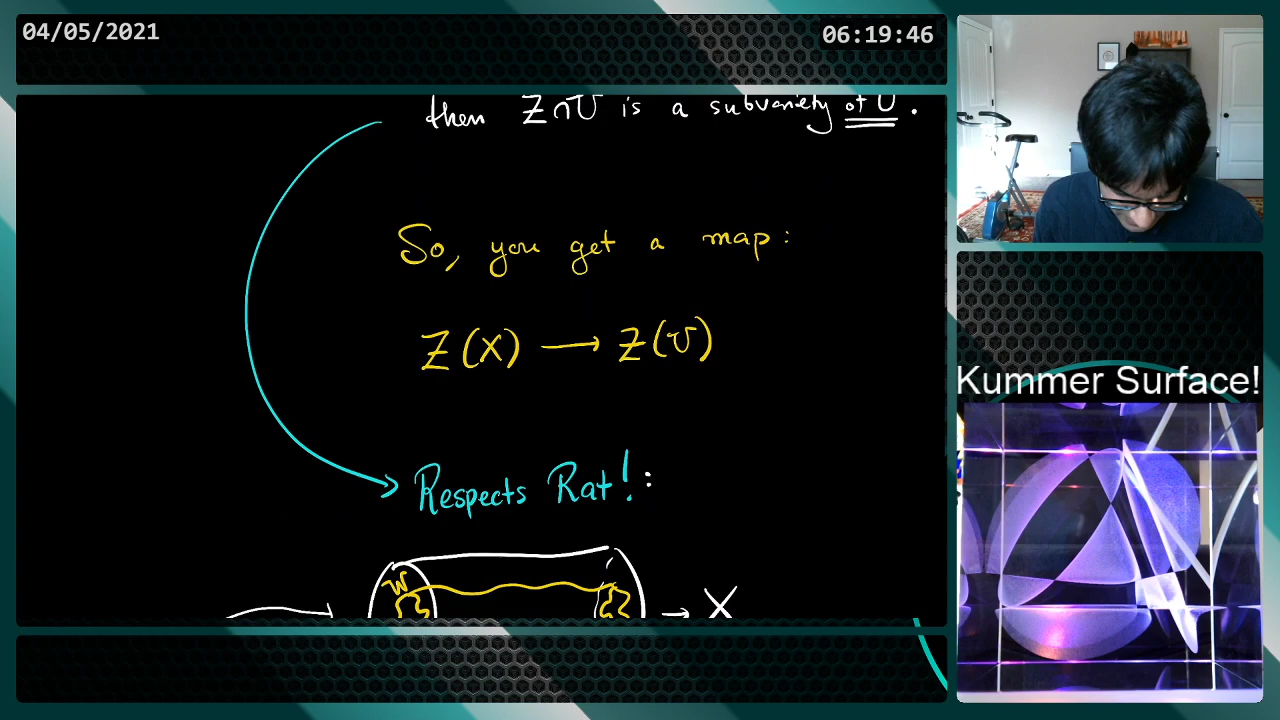 04/05/2021
06:19:46
then Z∩U is a subvariety of U.
So, you get a map:
Z(X) → Z(U)
Respects Rat!:
W
→ X
Kummer Surface!